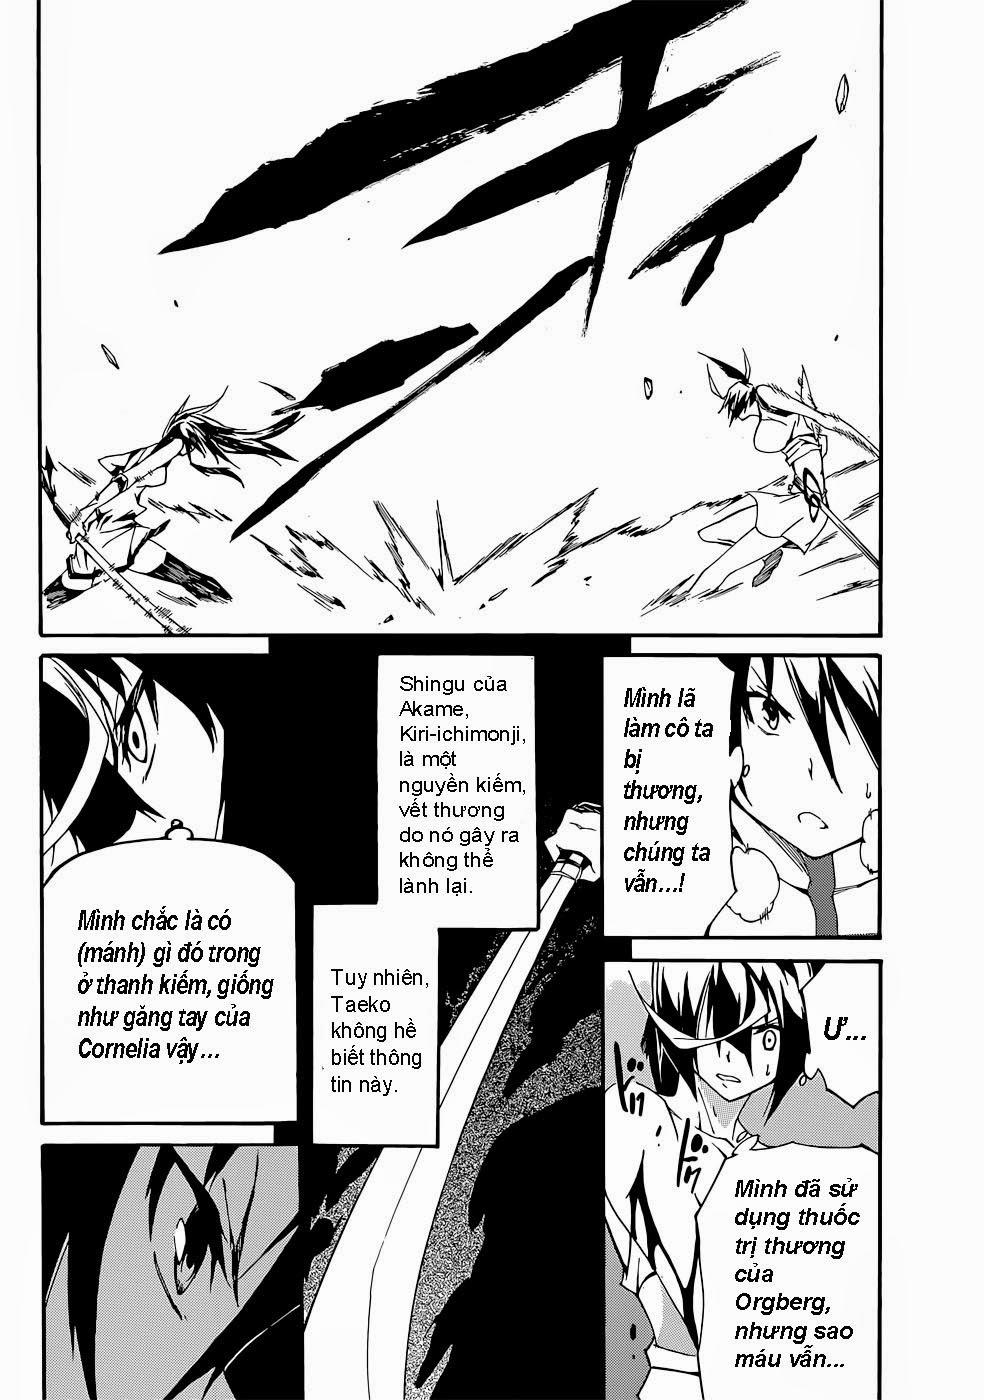 Mình lã
làm cô ta
bị
thương,
nhưng
chúng ta
vẫn...!
Ư...
Mình đã sử
dụng thuốc
trị thương
của
Orgberg,
nhưng sao
máu vẫn...
ドドド
Shingu của
Akame,
Kiri-ichimonji,
là một
nguyền kiếm,
vết thương
do nó gây ra
không thể
lành lại.
Tuy nhiên,
Taeko
không hề
biết thông
tin này.
Mình chắc là có
(mánh) gì đó trong
ở thanh kiếm, giống
như găng tay của
Cornelia vậy...